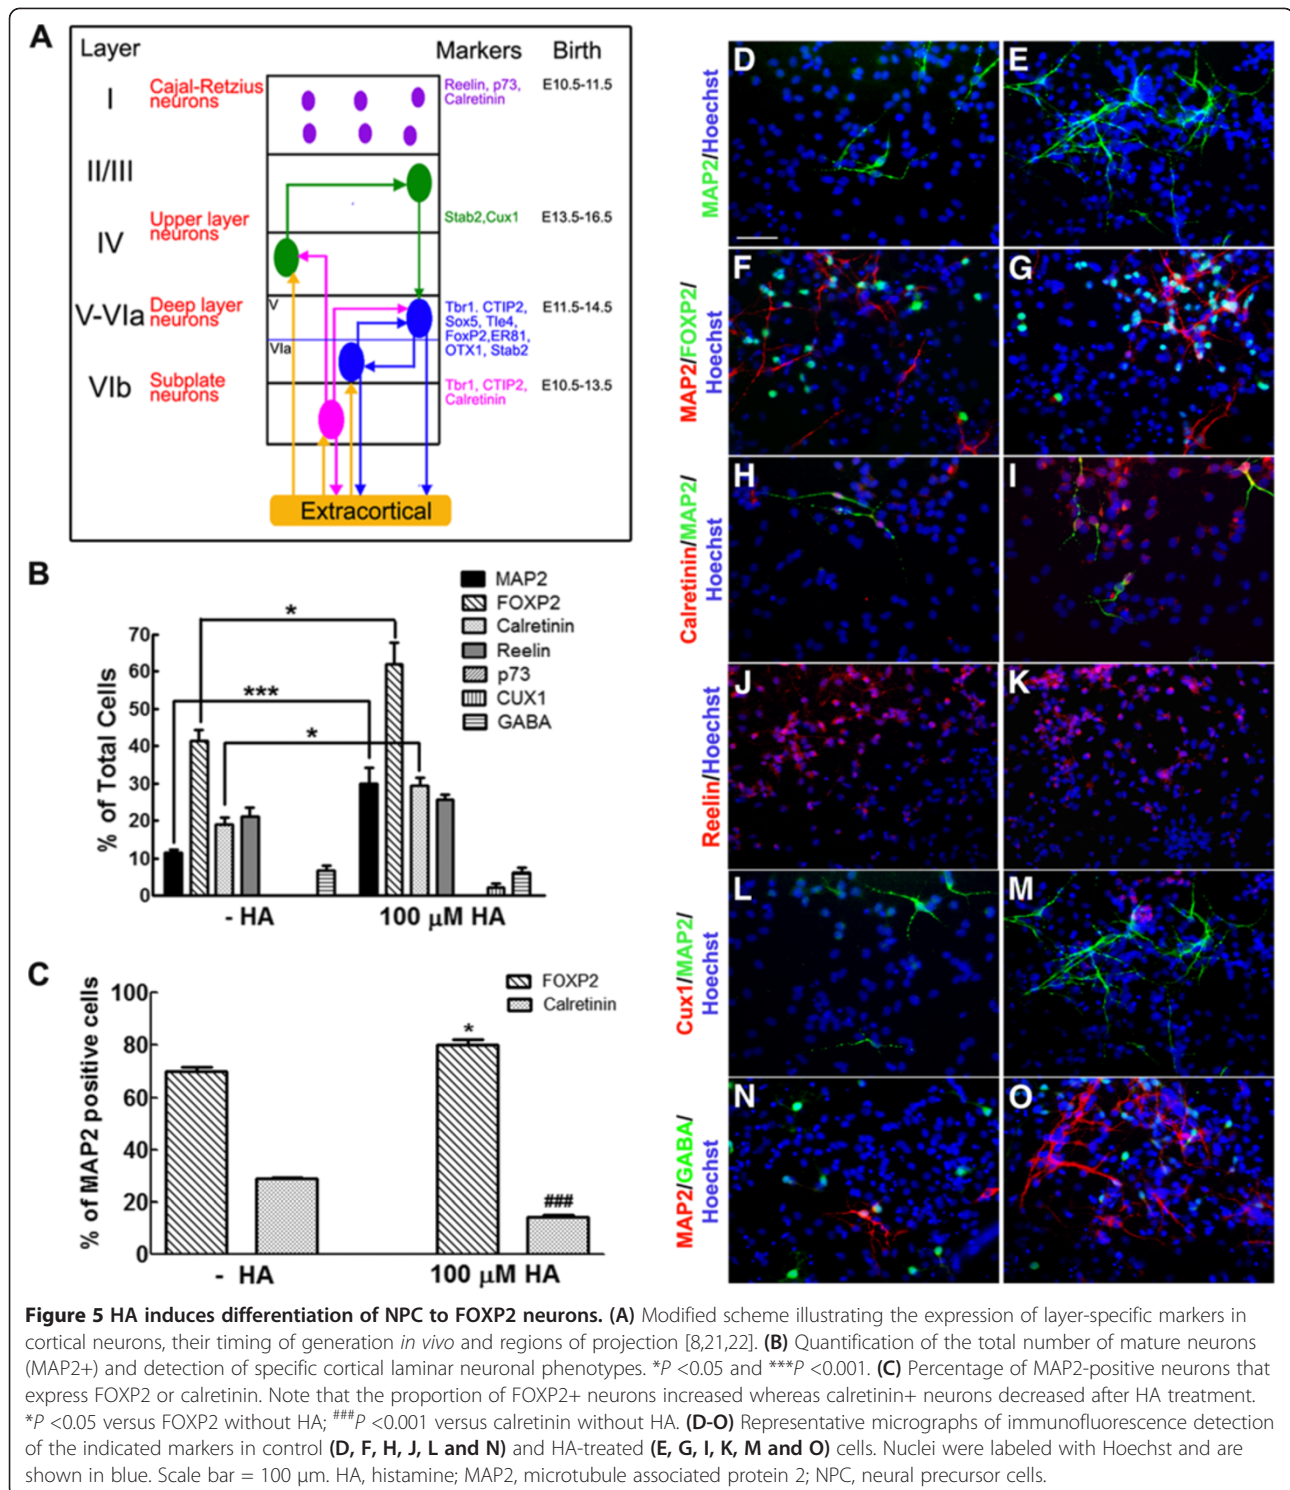 A
Layer
Markers
Birth
I
Cajal-Retzius
neurons
Reelin, p73,
Calretinin
E10.5-11.5
II/III
Upper layer
neurons
Stab2,Cux1
E13.5-16.5
IV
V-VIa
Deep layer
neurons
V
VIa
Tbr1. CTIP2,
Sox5, Tle4,
FoxP2,ER81,
OTX1, Stab2
E11.5-14.5
VIb
Subplate
neurons
Tbr1, CTIP2,
Calretinin
E10.5-13.5
Extracortical
B
MAP2
FOXP2
Calretinin
Reelin
p73
CUX1
GABA
% of Total Cells
70
60
50
40
30
20
10
0
*
***
*
- HA
100 μM HA
C
FOXP2
Calretinin
% of MAP2 positive cells
100
80
60
40
20
0
*
###
- HA
100 μM HA
MAP2/Hoechst
D
E
MAP2/FOXP2/
Hoechst
F
G
Calretinin/MAP2/
Hoechst
H
I
Reelin/Hoechst
J
K
Cux1/MAP2/
Hoechst
L
M
MAP2/GABA/
Hoechst
N
O
Figure 5 HA induces differentiation of NPC to FOXP2 neurons. (A) Modified scheme illustrating the expression of layer-specific markers in
cortical neurons, their timing of generation in vivo and regions of projection [8,21,22]. (B) Quantification of the total number of mature neurons
(MAP2+) and detection of specific cortical laminar neuronal phenotypes. *P <0.05 and ***P <0.001. (C) Percentage of MAP2-positive neurons that
express FOXP2 or calretinin. Note that the proportion of FOXP2+ neurons increased whereas calretinin+ neurons decreased after HA treatment.
*P <0.05 versus FOXP2 without HA; ###P <0.001 versus calretinin without HA. (D-O) Representative micrographs of immunofluorescence detection
of the indicated markers in control (D, F, H, J, L and N) and HA-treated (E, G, I, K, M and O) cells. Nuclei were labeled with Hoechst and are
shown in blue. Scale bar = 100 μm. HA, histamine; MAP2, microtubule associated protein 2; NPC, neural precursor cells.